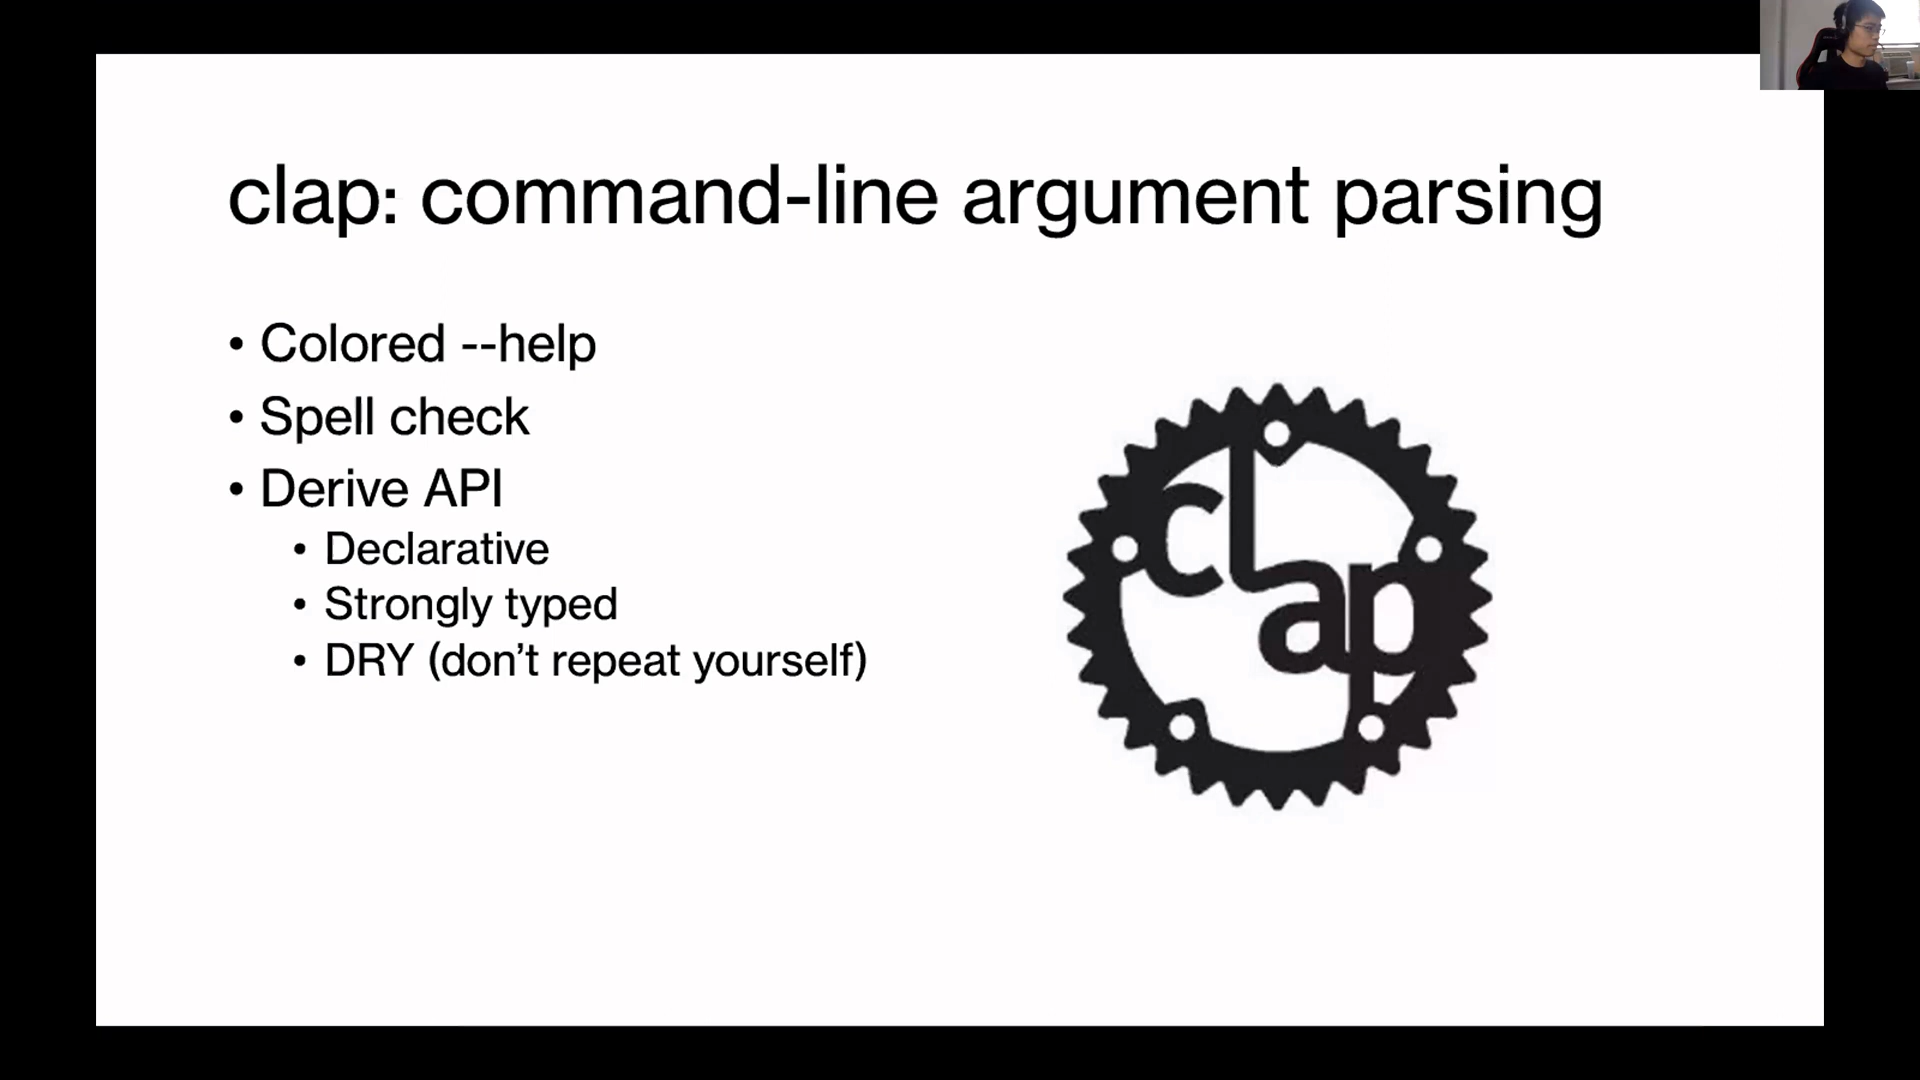 clap: command-line argument parsing
• Colored --help
• Spell check
• Derive API
• Declarative
• Strongly typed
• DRY (don’t repeat yourself)
clap